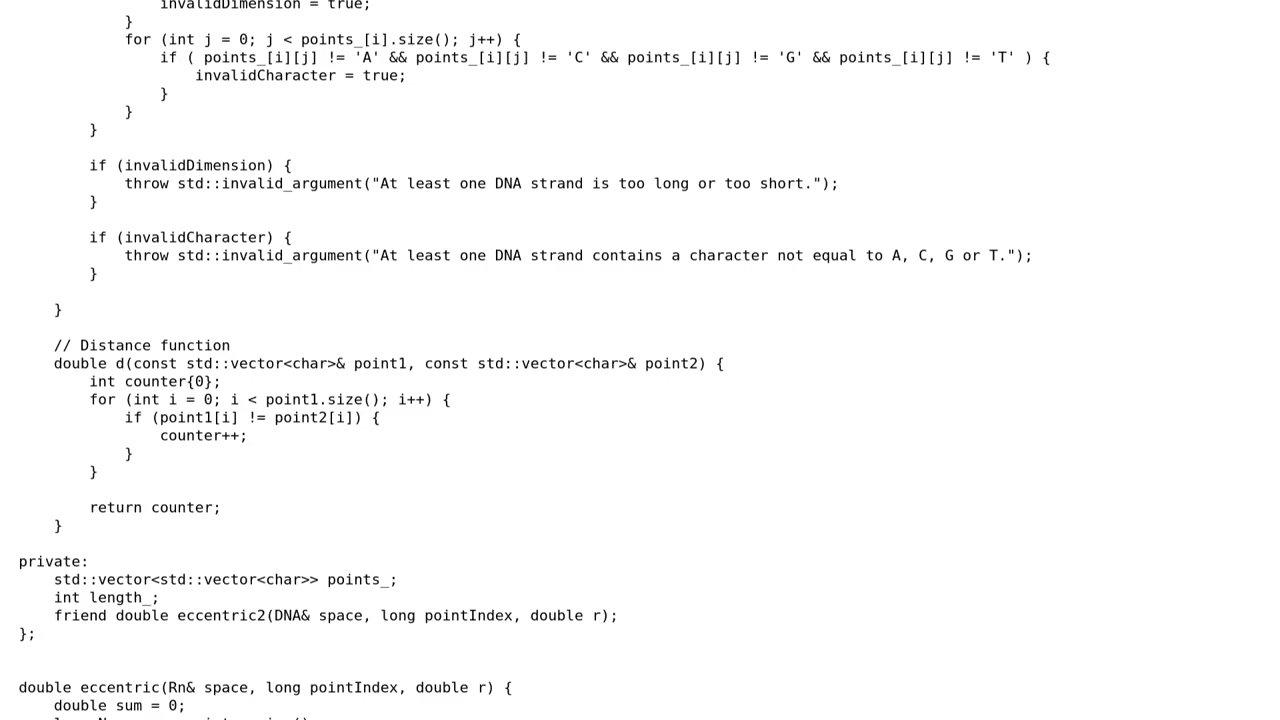 invalidDimension = true;
            }
            for (int j = 0; j < points_[i].size(); j++) {
                if ( points_[i][j] != 'A' && points_[i][j] != 'C' && points_[i][j] != 'G' && points_[i][j] != 'T' ) {
                    invalidCharacter = true;
                }
            }
        }

        if (invalidDimension) {
            throw std::invalid_argument("At least one DNA strand is too long or too short.");
        }

        if (invalidCharacter) {
            throw std::invalid_argument("At least one DNA strand contains a character not equal to A, C, G or T.");
        }

    }

    // Distance function
    double d(const std::vector<char>& point1, const std::vector<char>& point2) {
        int counter{0};
        for (int i = 0; i < point1.size(); i++) {
            if (point1[i] != point2[i]) {
                counter++;
            }
        }

        return counter;
    }

private:
    std::vector<std::vector<char>> points_;
    int length_;
    friend double eccentric2(DNA& space, long pointIndex, double r);
};


double eccentric(Rn& space, long pointIndex, double r) {
    double sum = 0;